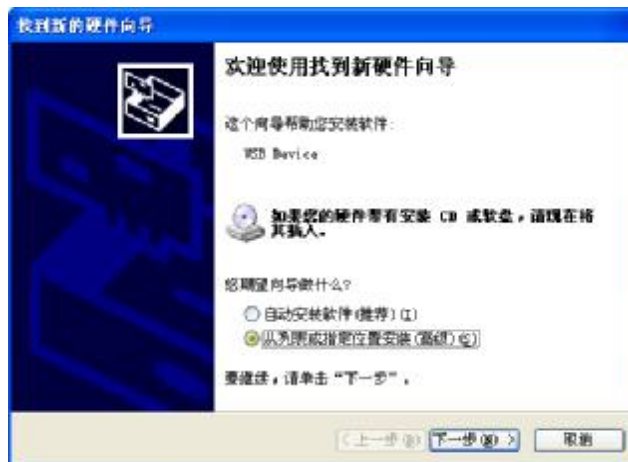 找到新的硬件向导
欢迎使用找到新硬件向导
这个向导帮助您安装软件:
USB Device
如果您的硬件带有安装 CD 或软盘，请现在将
其插入。
您期望向导做什么?
自动安装软件(推荐)(I)
从列表或指定位置安装(高级)(S)
要继续，请单击“下一步”。
<上一步(B)
下一步(N) >
取消